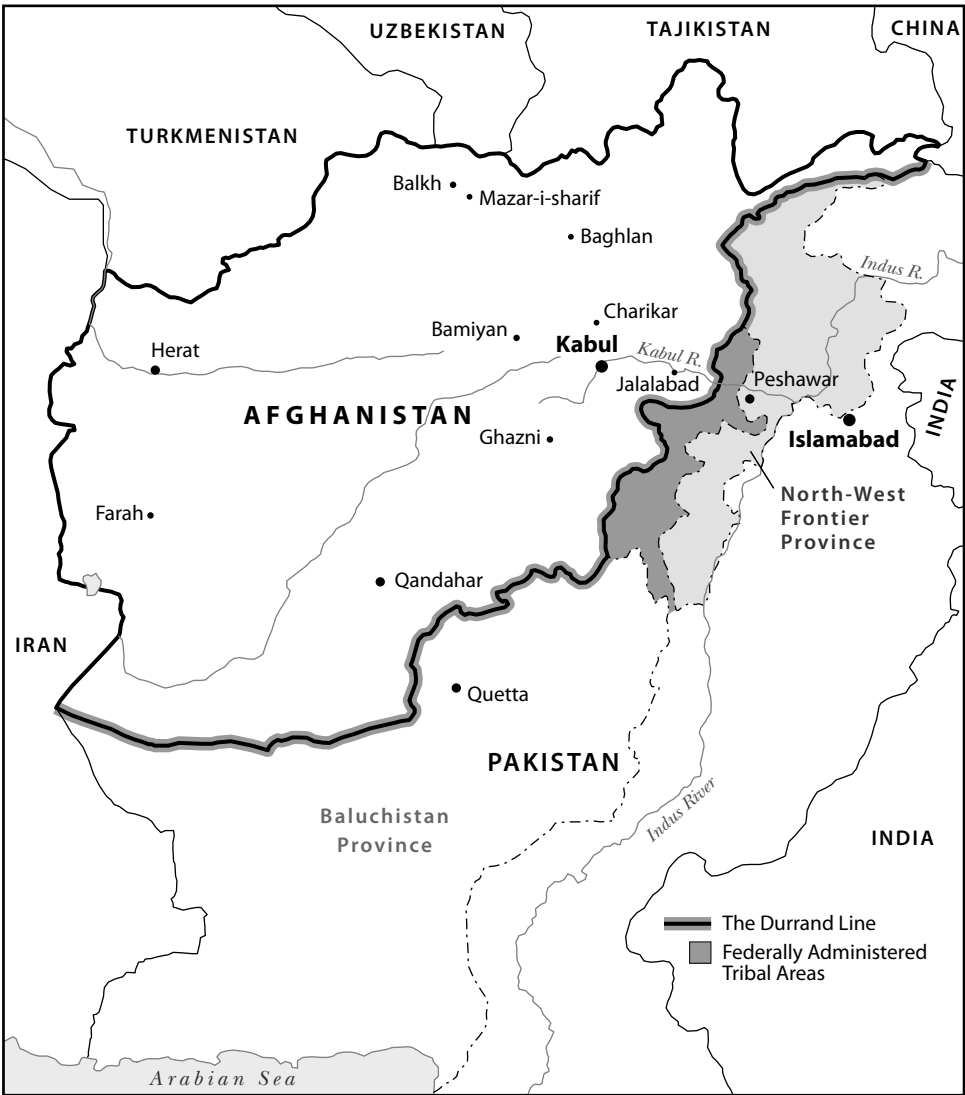 UZBEKISTAN
TAJIKISTAN
CHINA
TURKMENISTAN
Balkh
Mazar-i-sharif
Baghlan
Indus R.
Charikar
Bamiyan
Kabul
Kabul R.
Herat
Jalalabad
Peshawar
INDIA
AFGHANISTAN
Ghazni
Islamabad
North-West
Frontier
Province
Farah
Qandahar
IRAN
Quetta
PAKISTAN
Indus River
Baluchistan
Province
INDIA
The Durrand Line
Federally Administered
Tribal Areas
Arabian Sea